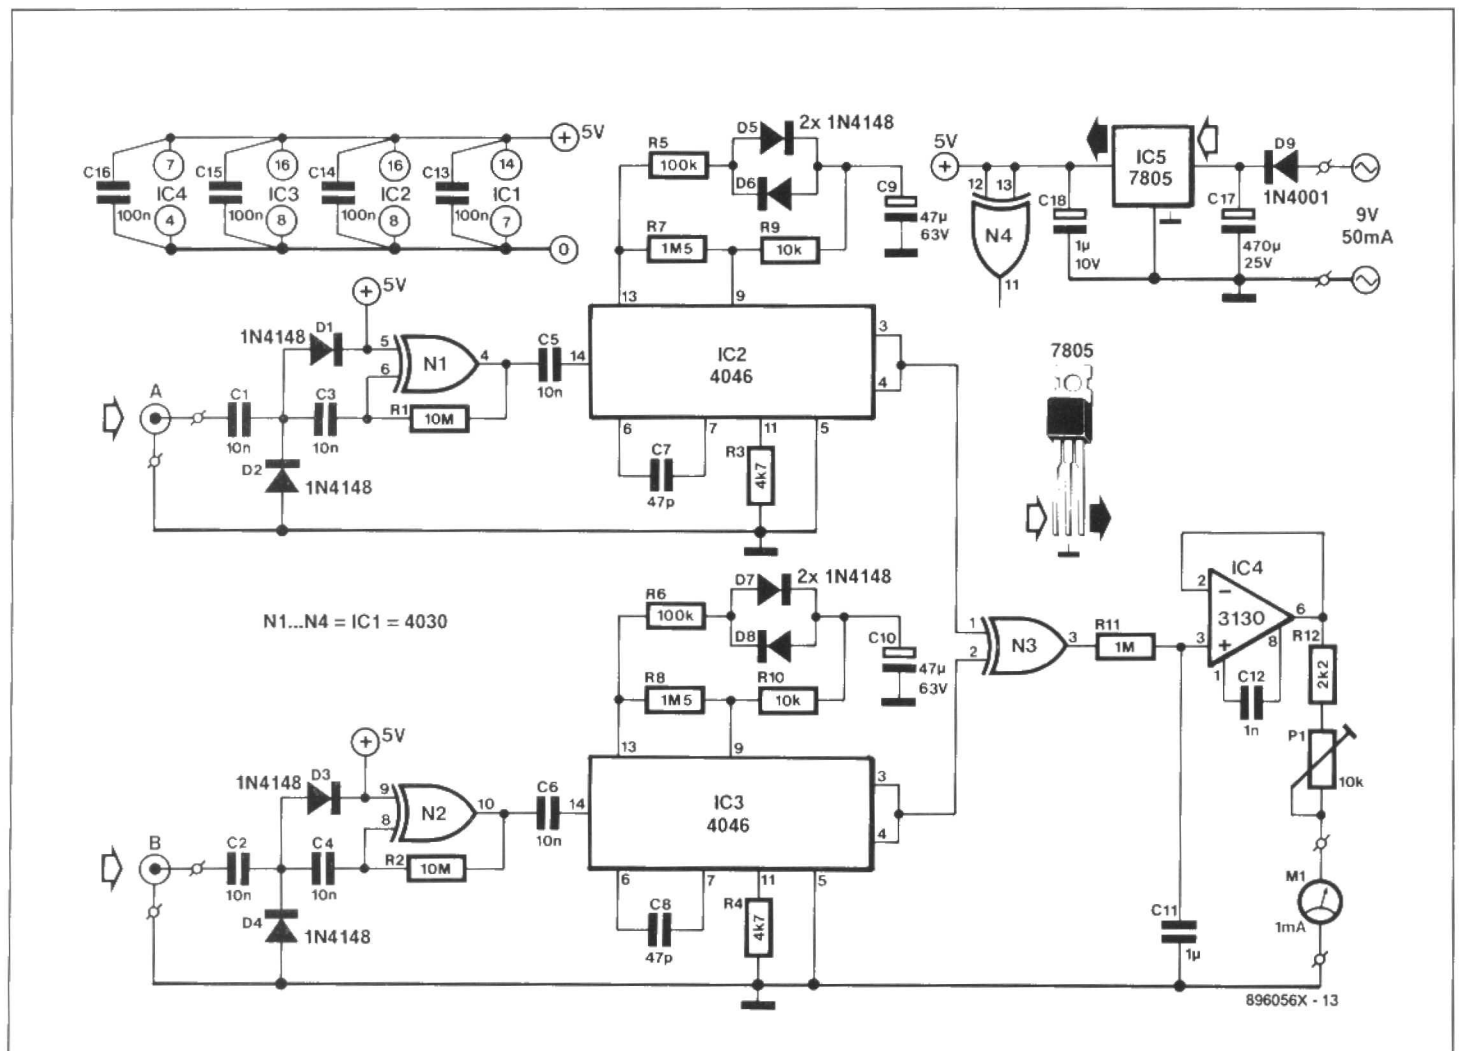 5V
C16
7
C15
16
C14
16
C13
14
IC4
IC3
IC2
IC1
100n
4
100n
8
100n
8
100n
7
0
R5
100k
D5
2x 1N4148
D6
R7
1M5
R9
10k
C9
47µ
63V
13
9
5V
12
13
N4
11
C18
1µ
10V
IC5
7805
C17
470µ
25V
D9
1N4001
9V
50mA
5V
1N4148
D1
5
6
N1
4
C5
10n
14
A
C1
10n
C3
10n
R1
10M
D2
1N4148
IC2
4046
3
4
6
7
11
5
C7
47p
R3
4k7
7805
N1...N4 = IC1 = 4030
R6
100k
D7
2x 1N4148
D8
R8
1M5
R10
10k
C10
47µ
63V
13
9
1
2
N3
3
R11
1M
IC4
2
3130
6
3
8
1
C12
1n
R12
2k2
P1
10k
5V
1N4148
D3
9
8
N2
10
C6
10n
14
B
C2
10n
C4
10n
R2
10M
D4
1N4148
IC3
4046
3
4
6
7
11
5
C8
47p
R4
4k7
C11
1µ
M1
1mA
896056X - 13